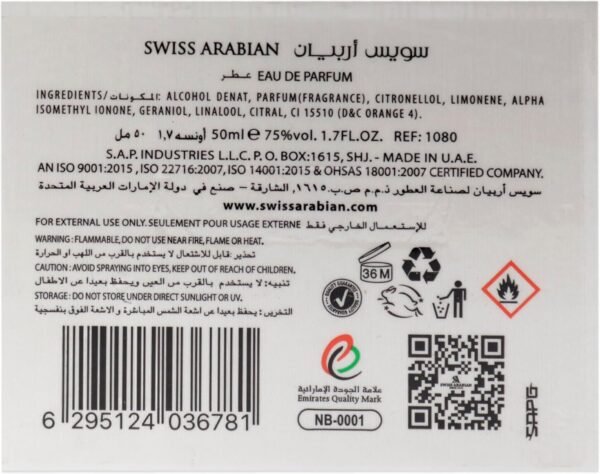 SWISS ARABIAN سويس أربيان
EAU DE PARFUM عطر
INGREDIENTS/المكونات: ALCOHOL DENAT, PARFUM(FRAGRANCE), CITRONELLOL, LIMONENE, ALPHA
ISOMETHYL IONONE, GERANIOL, LINALOOL, CITRAL, CI 15510 (D&C ORANGE 4).
٥٠ مل ١,٧ أونسه 50ml e 75%vol. 1.7FL.OZ. REF: 1080
S.A.P. INDUSTRIES L.L.C. P. O. BOX:1615, SHJ. - MADE IN U.A.E.
AN ISO 9001:2015 , ISO 22716:2007, ISO 14001:2015 & OHSAS 18001:2007 CERTIFIED COMPANY.
سويس أربيان لصناعة العطور ذ.م.م ص.ب. ١٦١٥، الشارقة - صنع في دولة الإمارات العربية المتحدة
www.swissarabian.com
FOR EXTERNAL USE ONLY. SEULEMENT POUR USAGE EXTERNE للإستعمال الخارجي فقط
WARNING : FLAMMABLE, DO NOT USE NEAR FIRE, FLAME OR HEAT.
تحذير: قابل للأشتعال لا يستخدم بالقرب من اللهب او الحرارة
CAUTION : AVOID SPRAYING INTO EYES, KEEP OUT OF REACH OF CHILDREN.
تنبيه: لا يستخدم بالقرب من العين ويحفظ بعيدا عن الاطفال
STORAGE : DO NOT STORE UNDER DIRECT SUNLIGHT OR UV.
التخزين: يحفظ بعيدا عن اشعة الشمس المباشرة و الاشعة الفوق بنفسجية
36 M
علامة الجودة الإماراتية
Emirates Quality Mark
NB-0001
SWISS ARABIAN
SAPG
6 295124 036781